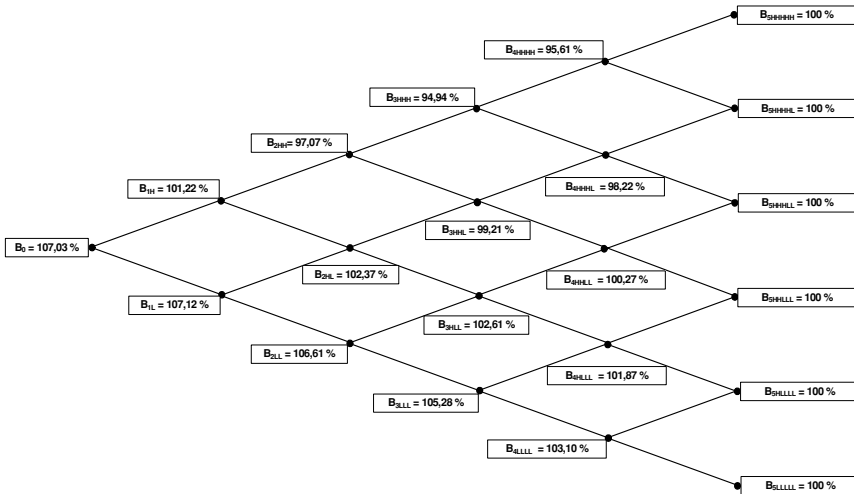 B5HHHHH = 100 %
B4HHHH = 95,61 %
B3HHH = 94,94 %
B5HHHHL = 100 %
B2HH= 97,07 %
B4HHHL = 98,22 %
B1H = 101,22 %
B5HHHLL = 100 %
B3HHL = 99,21 %
B0 = 107,03 %
B2HL = 102,37 %
B4HHLL = 100,27 %
B1L = 107,12 %
B5HHLLL = 100 %
B3HLL = 102,61 %
B2LL = 106,61 %
B4HLLL = 101,87 %
B5HLLLL = 100 %
B3LLL = 105,28 %
B4LLLL = 103,10 %
B5LLLLL = 100 %